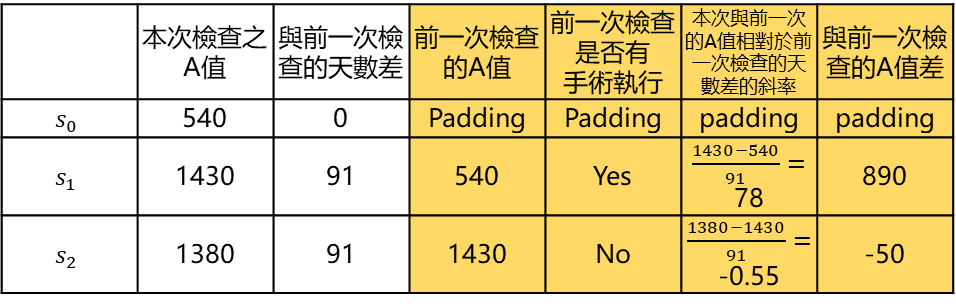 本次檢查之
A值
與前一次檢
查的天數差
前一次檢查
的A值
前一次檢查
是否有
手術執行
本次與前一次
的A值相對於前
一次檢查的天
數差的斜率
與前一次檢
查的A值差
s₀ 540 0 Padding Padding padding padding
s₁ 1430 91 540 Yes
1430−540
91
=
78
890
s₂ 1380 91 1430 No
1380−1430
91
=
-0.55
-50